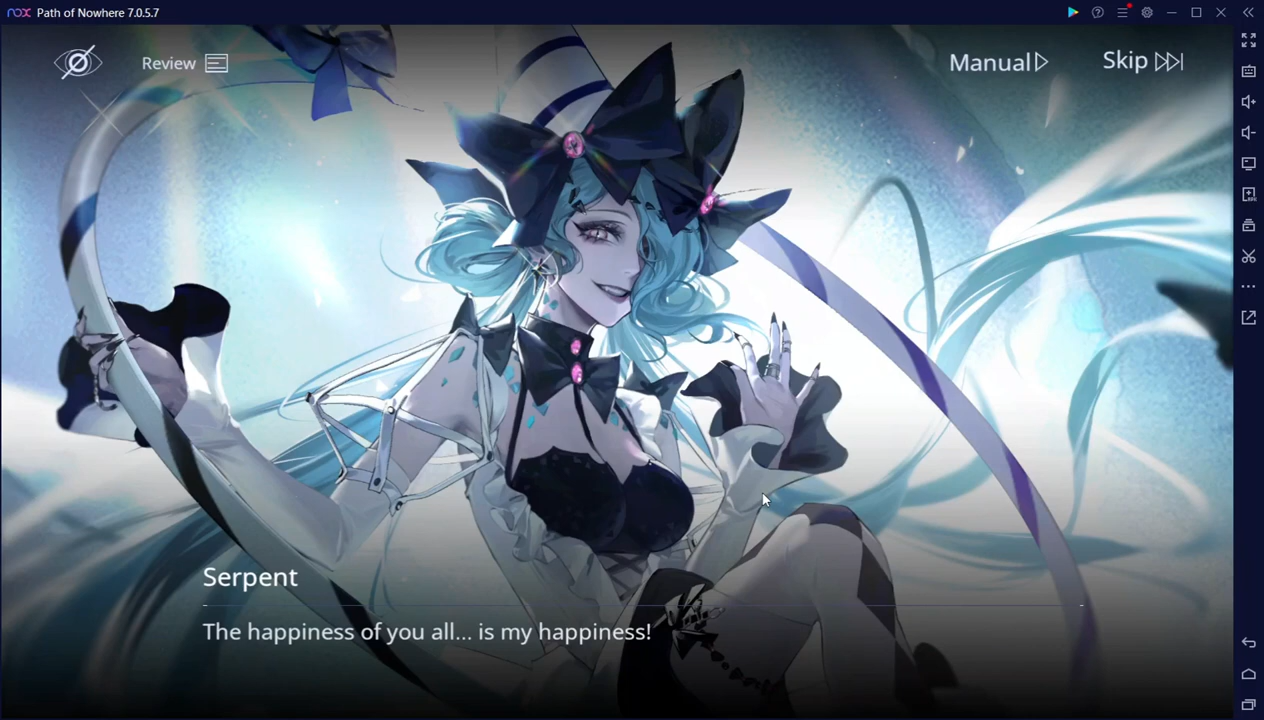 nox Path of Nowhere 7.0.5.7
Review
Manual
Skip
Serpent
The happiness of you all... is my happiness!